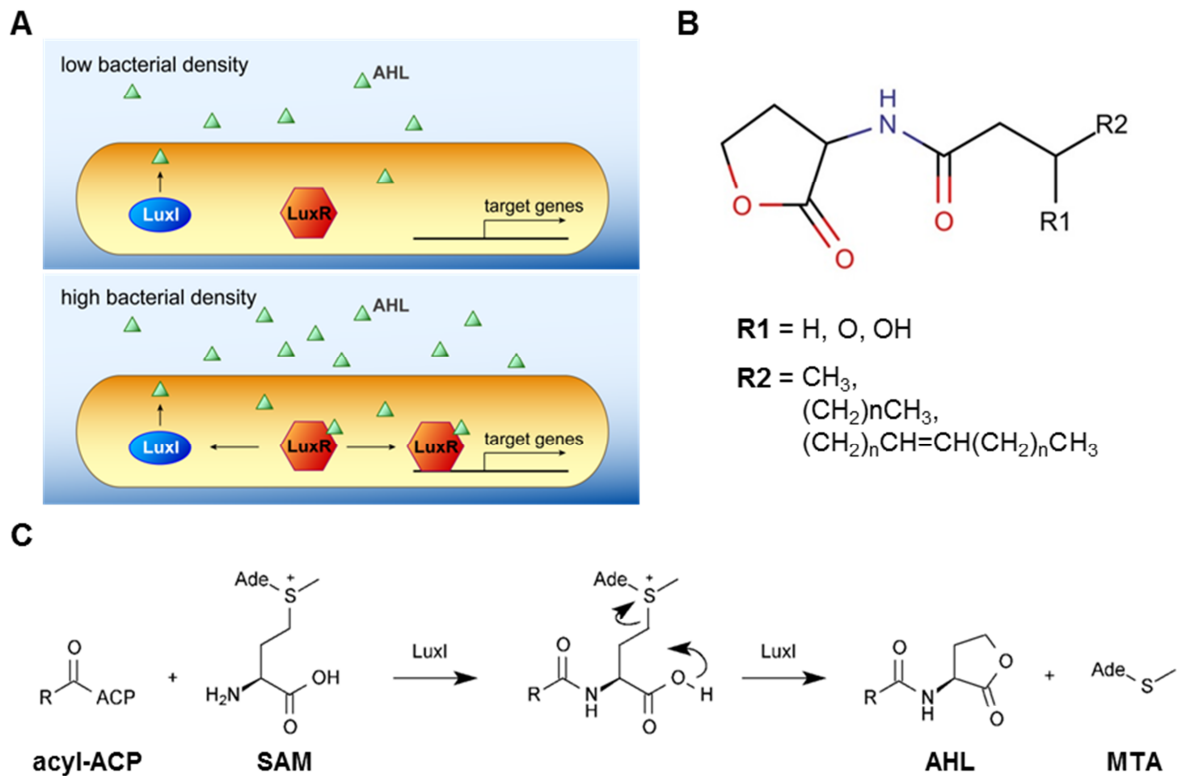 A
low bacterial density
AHL
LuxI
LuxR
target genes
high bacterial density
AHL
LuxI
LuxR
LuxR
target genes
B
H
N
R2
O
O
O
R1
R1 = H, O, OH
R2 = CH₃,
(CH₂)nCH₃,
(CH₂)ₙCH=CH(CH₂)ₙCH₃
C
Ade
+
S
O
R
ACP
+
H₂N
OH
O
LuxI
Ade
+
S
O
R
N
H
O
H
O
LuxI
O
R
N
H
O
O
+
Ade
S
acyl-ACP
SAM
AHL
MTA